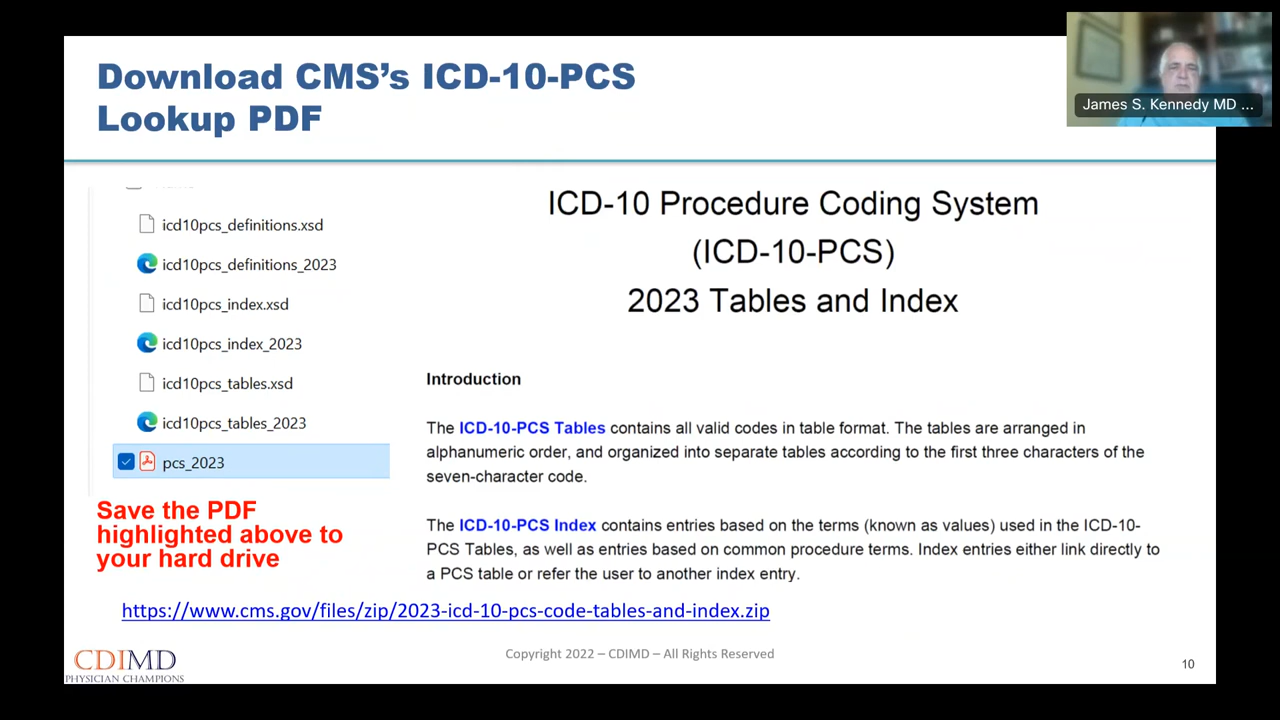 Download CMS's ICD-10-PCS
Lookup PDF
James S. Kennedy MD ...
icd10pcs_definitions.xsd
icd10pcs_definitions_2023
icd10pcs_index.xsd
icd10pcs_index_2023
icd10pcs_tables.xsd
icd10pcs_tables_2023
pcs_2023
Save the PDF
highlighted above to
your hard drive
ICD-10 Procedure Coding System
(ICD-10-PCS)
2023 Tables and Index
Introduction
The ICD-10-PCS Tables contains all valid codes in table format. The tables are arranged in
alphanumeric order, and organized into separate tables according to the first three characters of the
seven-character code.
The ICD-10-PCS Index contains entries based on the terms (known as values) used in the ICD-10-
PCS Tables, as well as entries based on common procedure terms. Index entries either link directly to
a PCS table or refer the user to another index entry.
https://www.cms.gov/files/zip/2023-icd-10-pcs-code-tables-and-index.zip
CDIMD
PHYSICIAN CHAMPIONS
Copyright 2022 – CDIMD – All Rights Reserved
10